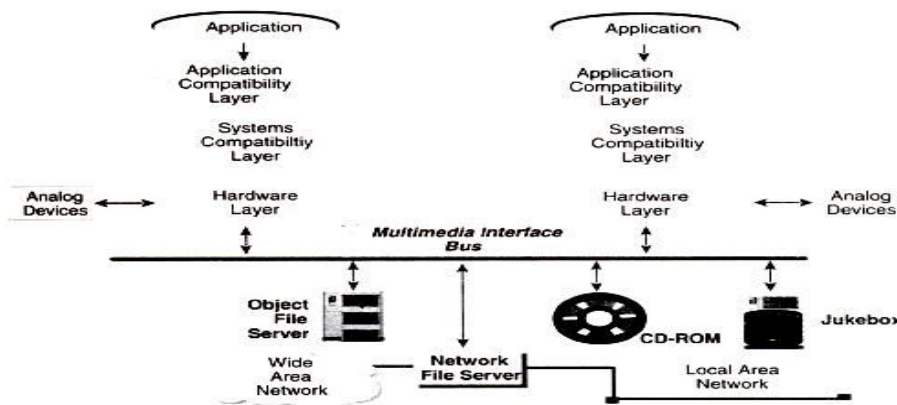 Application
Application
Application
Compatibility
Layer
Application
Compatibility
Layer
Systems
Compatibiltiy
Layer
Systems
Compatibiltiy
Layer
Analog
Devices
Hardware
Layer
Hardware
Layer
Analog
Devices
Multimedia Interface
Bus
Object
File
Server
CD-ROM
Jukebox
Wide
Area
Network
Network
File Server
Local Area
Network